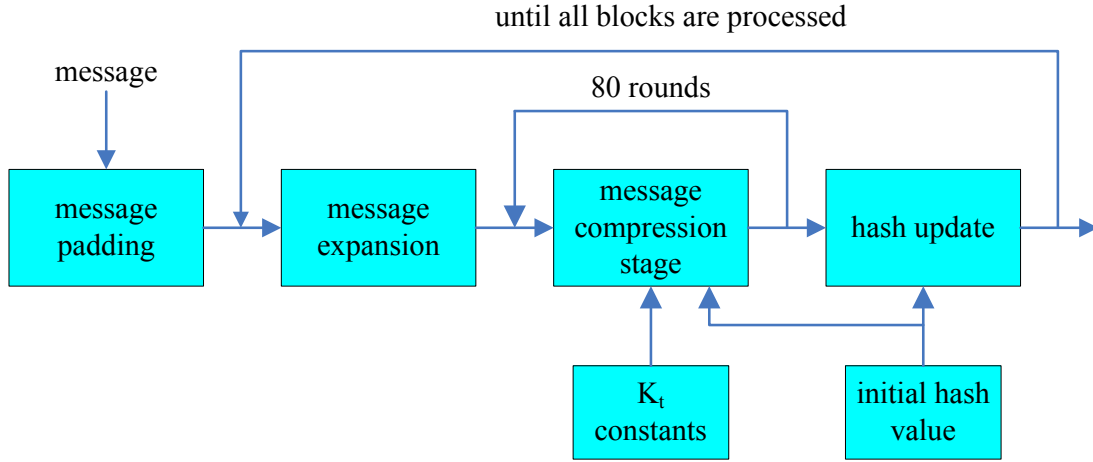 until all blocks are processed
message
80 rounds
message
padding
message
expansion
message
compression
stage
hash update
Kt
constants
initial hash
value